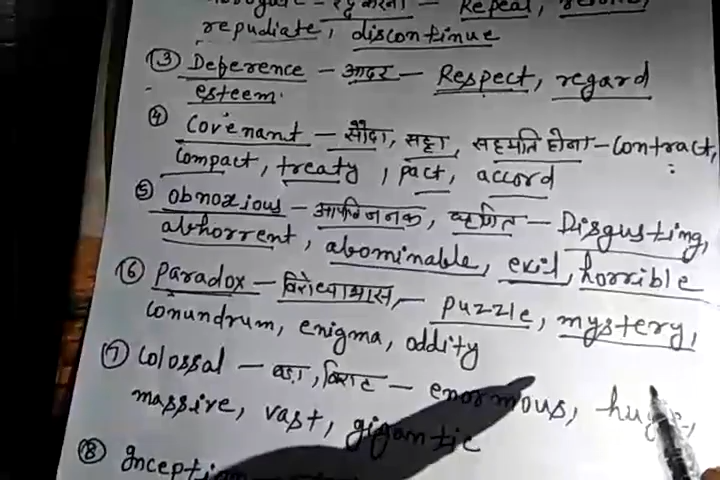 Repeal,
repudiate, discontinue
③ Deference - आदर - Respect, regard
esteem.
④ Covenant - सौदा, सट्टा, सहमति होना - contract,
compact, treaty, pact, accord
⑤ obnoxious - आपत्तिजनक, घृणित - Disgusting,
abhorrent, abominable, evil, horrible
⑥ paradox - विरोधाभास, - puzzle, mystery,
conundrum, enigma, oddity
⑦ colossal - बड़ा, विराट - enormous, huge,
massive, vast, gigantic
⑧ Inception